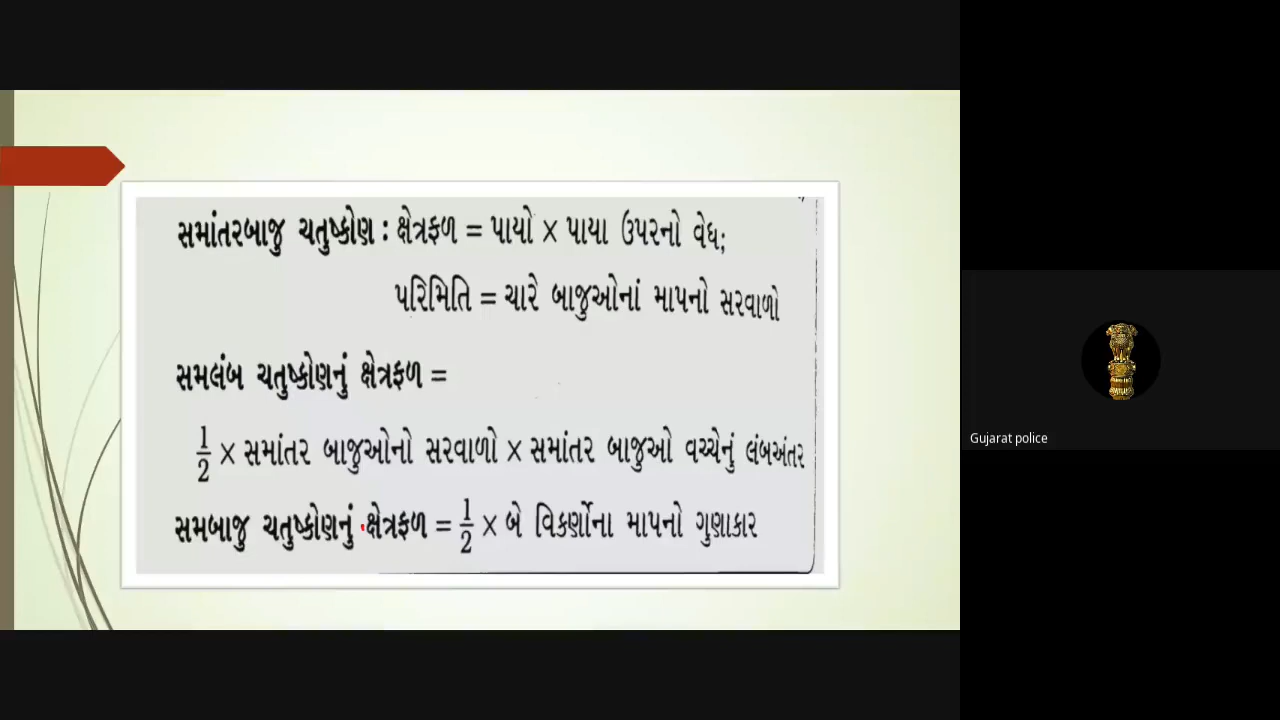 સમાંતરબાજુ ચતુષ્કોણ : ક્ષેત્રફળ = પાયો × પાયા ઉપરનો વેધ;
પરિમિતિ = ચારે બાજુઓનાં માપનો સરવાળો
સમલંબ ચતુષ્કોણનું ક્ષેત્રફળ =
1/2 × સમાંતર બાજુઓનો સરવાળો × સમાંતર બાજુઓ વચ્ચેનું લંબઅંતર
સમબાજુ ચતુષ્કોણનું ક્ષેત્રફળ = 1/2 × બે વિકર્ણોના માપનો ગુણાકાર
Gujarat police